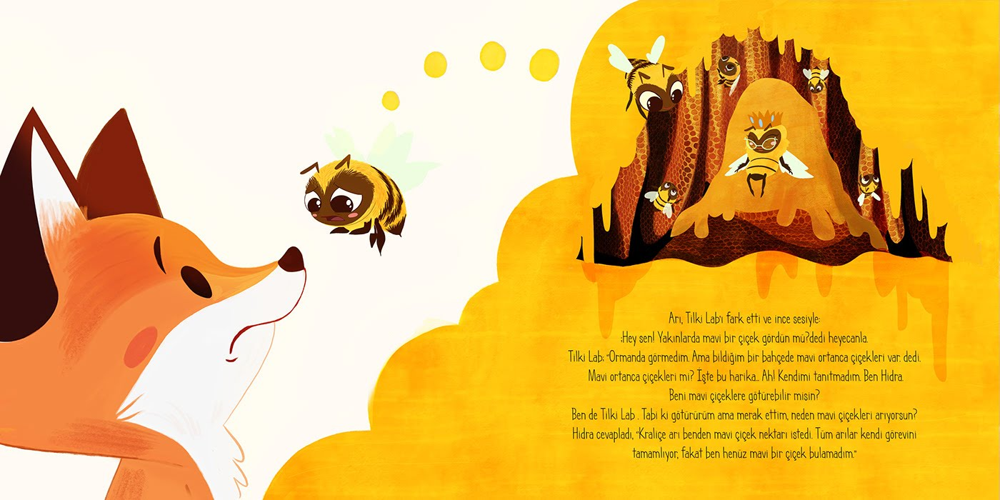 Arı, Tilki Lab'ı fark etti ve ince sesiyle:
;Hey sen! Yakınlarda mavi bir çiçek gördün mü?dedi heyecanla.
Tilki Lab; "Ormanda görmedim. Ama bildiğim bir bahçede mavi ortanca çiçekleri var. dedi.
Mavi ortanca çiçekleri mi? İşte bu harika... Ah! Kendimi tanıtmadım. Ben Hidra.
Beni mavi çiçeklere götürebilir misin?
Ben de Tilki Lab . Tabi ki götürürüm ama merak ettim, neden mavi çiçekleri arıyorsun?
Hidra cevapladı, "Kraliçe arı benden mavi çiçek nektarı istedi. Tüm arılar kendi görevini
tamamlıyor, fakat ben henüz mavi bir çiçek bulamadım."